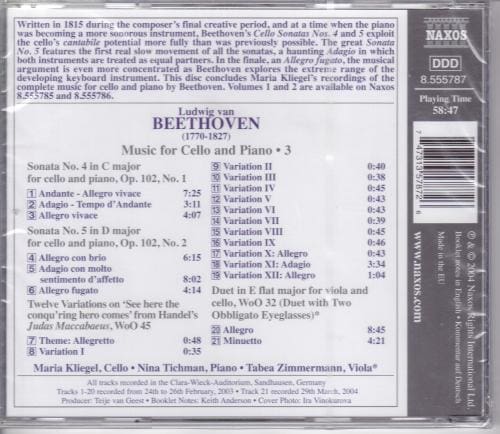 Written in 1815 during the composer's final creative period, and at a time when the piano
was becoming a more sonorous instrument, Beethoven's Cello Sonatas Nos. 4 and 5 exploit
the cello's cantabile potential more fully than was previously possible. The great Sonata
No. 5 features the first real slow movement of all the sonatas, a haunting Adagio in which
both instruments are treated as equal partners. In the finale, an Allegro fugato, the musical
argument is even more concentrated as Beethoven explores the extreme range of the
developing keyboard instrument. This disc concludes Maria Kliegel's recordings of the
complete music for cello and piano by Beethoven. Volumes 1 and 2 are available on Naxos
8.555785 and 8.555786.
Ludwig van
BEETHOVEN
(1770-1827)
Music for Cello and Piano • 3
Sonata No. 4 in C major
for cello and piano, Op. 102, No. 1
1 Andante - Allegro vivace 7:25
2 Adagio - Tempo d'Andante 3:11
3 Allegro vivace 4:07
Sonata No. 5 in D major
for cello and piano, Op. 102, No. 2
4 Allegro con brio 6:15
5 Adagio con molto
sentimento d'affetto 8:02
6 Allegro fugato 4:14
Twelve Variations on 'See here the
conqu'ring hero comes' from Handel's
Judas Maccabaeus, WoO 45
7 Theme: Allegretto 0:48
8 Variation I 0:35
9 Variation II 0:40
10 Variation III 0:38
11 Variation IV 0:45
12 Variation V 0:43
13 Variation VI 0:43
14 Variation VII 0:39
15 Variation VIII 0:45
16 Variation IX 0:46
17 Variation X: Allegro 0:43
18 Variation XI: Adagio 3:34
19 Variation XII: Allegro 1:04
Duet in E flat major for viola and
cello, WoO 32 (Duet with Two
Obbligato Eyeglasses)*
20 Allegro 8:45
21 Minuetto 4:21
Maria Kliegel, Cello • Nina Tichman, Piano • Tabea Zimmermann, Viola*
All tracks recorded in the Clara-Wieck-Auditorium, Sandhausen, Germany
Tracks 1-20 recorded from 24th to 26th February, 2003 • Track 21 recorded 29th March, 2004
Producer: Teije van Geest • Booklet Notes: Keith Anderson • Cover Photo: Ira Vinokurova
NAXOS
DDD
8.555787
Playing Time
58:47
7 47313 57872 6
www.naxos.com
Made in the EU
℗ & © 2004 Naxos Rights International Ltd.
Booklet notes in English • Kommentar auf Deutsch